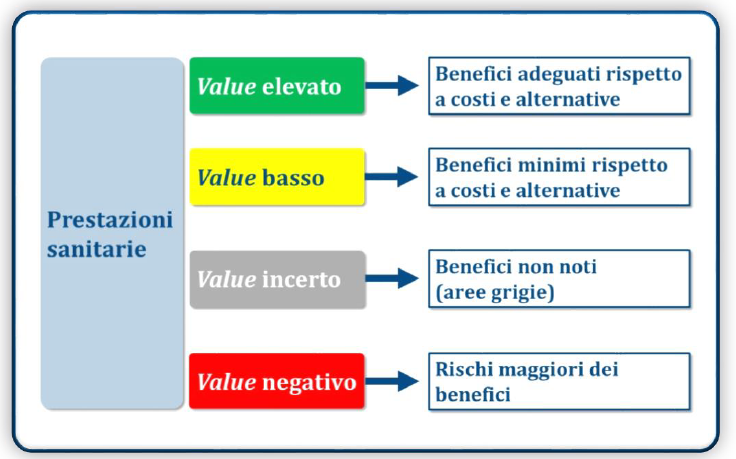 Prestazioni
sanitarie
Value elevato
Benefici adeguati rispetto
a costi e alternative
Value basso
Benefici minimi rispetto
a costi e alternative
Value incerto
Benefici non noti
(aree grigie)
Value negativo
Rischi maggiori dei
benefici